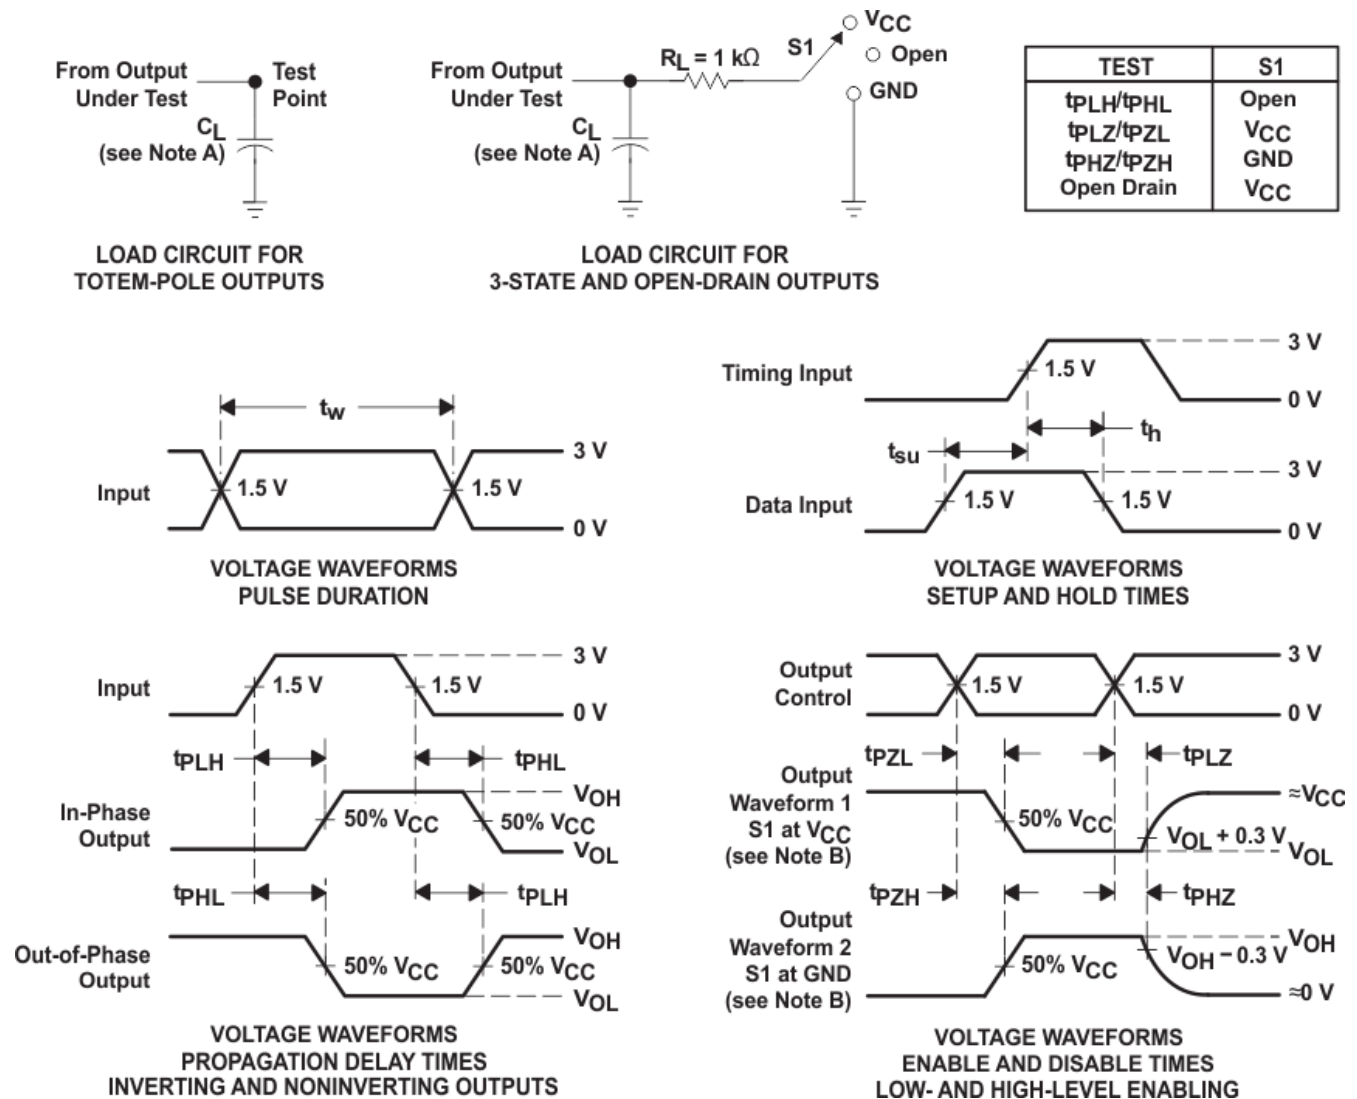 From Output
Under Test
Test
Point
CL
(see Note A)
LOAD CIRCUIT FOR
TOTEM-POLE OUTPUTS
From Output
Under Test
RL = 1 kΩ
S1
VCC
Open
GND
CL
(see Note A)
LOAD CIRCUIT FOR
3-STATE AND OPEN-DRAIN OUTPUTS
TEST S1
tPLH/tPHL Open
tPLZ/tPZL VCC
tPHZ/tPZH GND
Open Drain VCC
tw
Input
1.5 V
1.5 V
3 V
0 V
VOLTAGE WAVEFORMS
PULSE DURATION
Timing Input
1.5 V
3 V
0 V
th
tsu
Data Input
1.5 V
1.5 V
3 V
0 V
VOLTAGE WAVEFORMS
SETUP AND HOLD TIMES
Input
1.5 V
1.5 V
3 V
0 V
tPLH
tPHL
In-Phase
Output
50% VCC
50% VCC
VOH
VOL
tPHL
tPLH
Out-of-Phase
Output
50% VCC
50% VCC
VOH
VOL
VOLTAGE WAVEFORMS
PROPAGATION DELAY TIMES
INVERTING AND NONINVERTING OUTPUTS
Output
Control
1.5 V
1.5 V
3 V
0 V
tPZL
tPLZ
Output
Waveform 1
S1 at VCC
(see Note B)
50% VCC
VOL + 0.3 V
≈VCC
VOL
tPZH
tPHZ
Output
Waveform 2
S1 at GND
(see Note B)
50% VCC
VOH − 0.3 V
VOH
≈0 V
VOLTAGE WAVEFORMS
ENABLE AND DISABLE TIMES
LOW- AND HIGH-LEVEL ENABLING